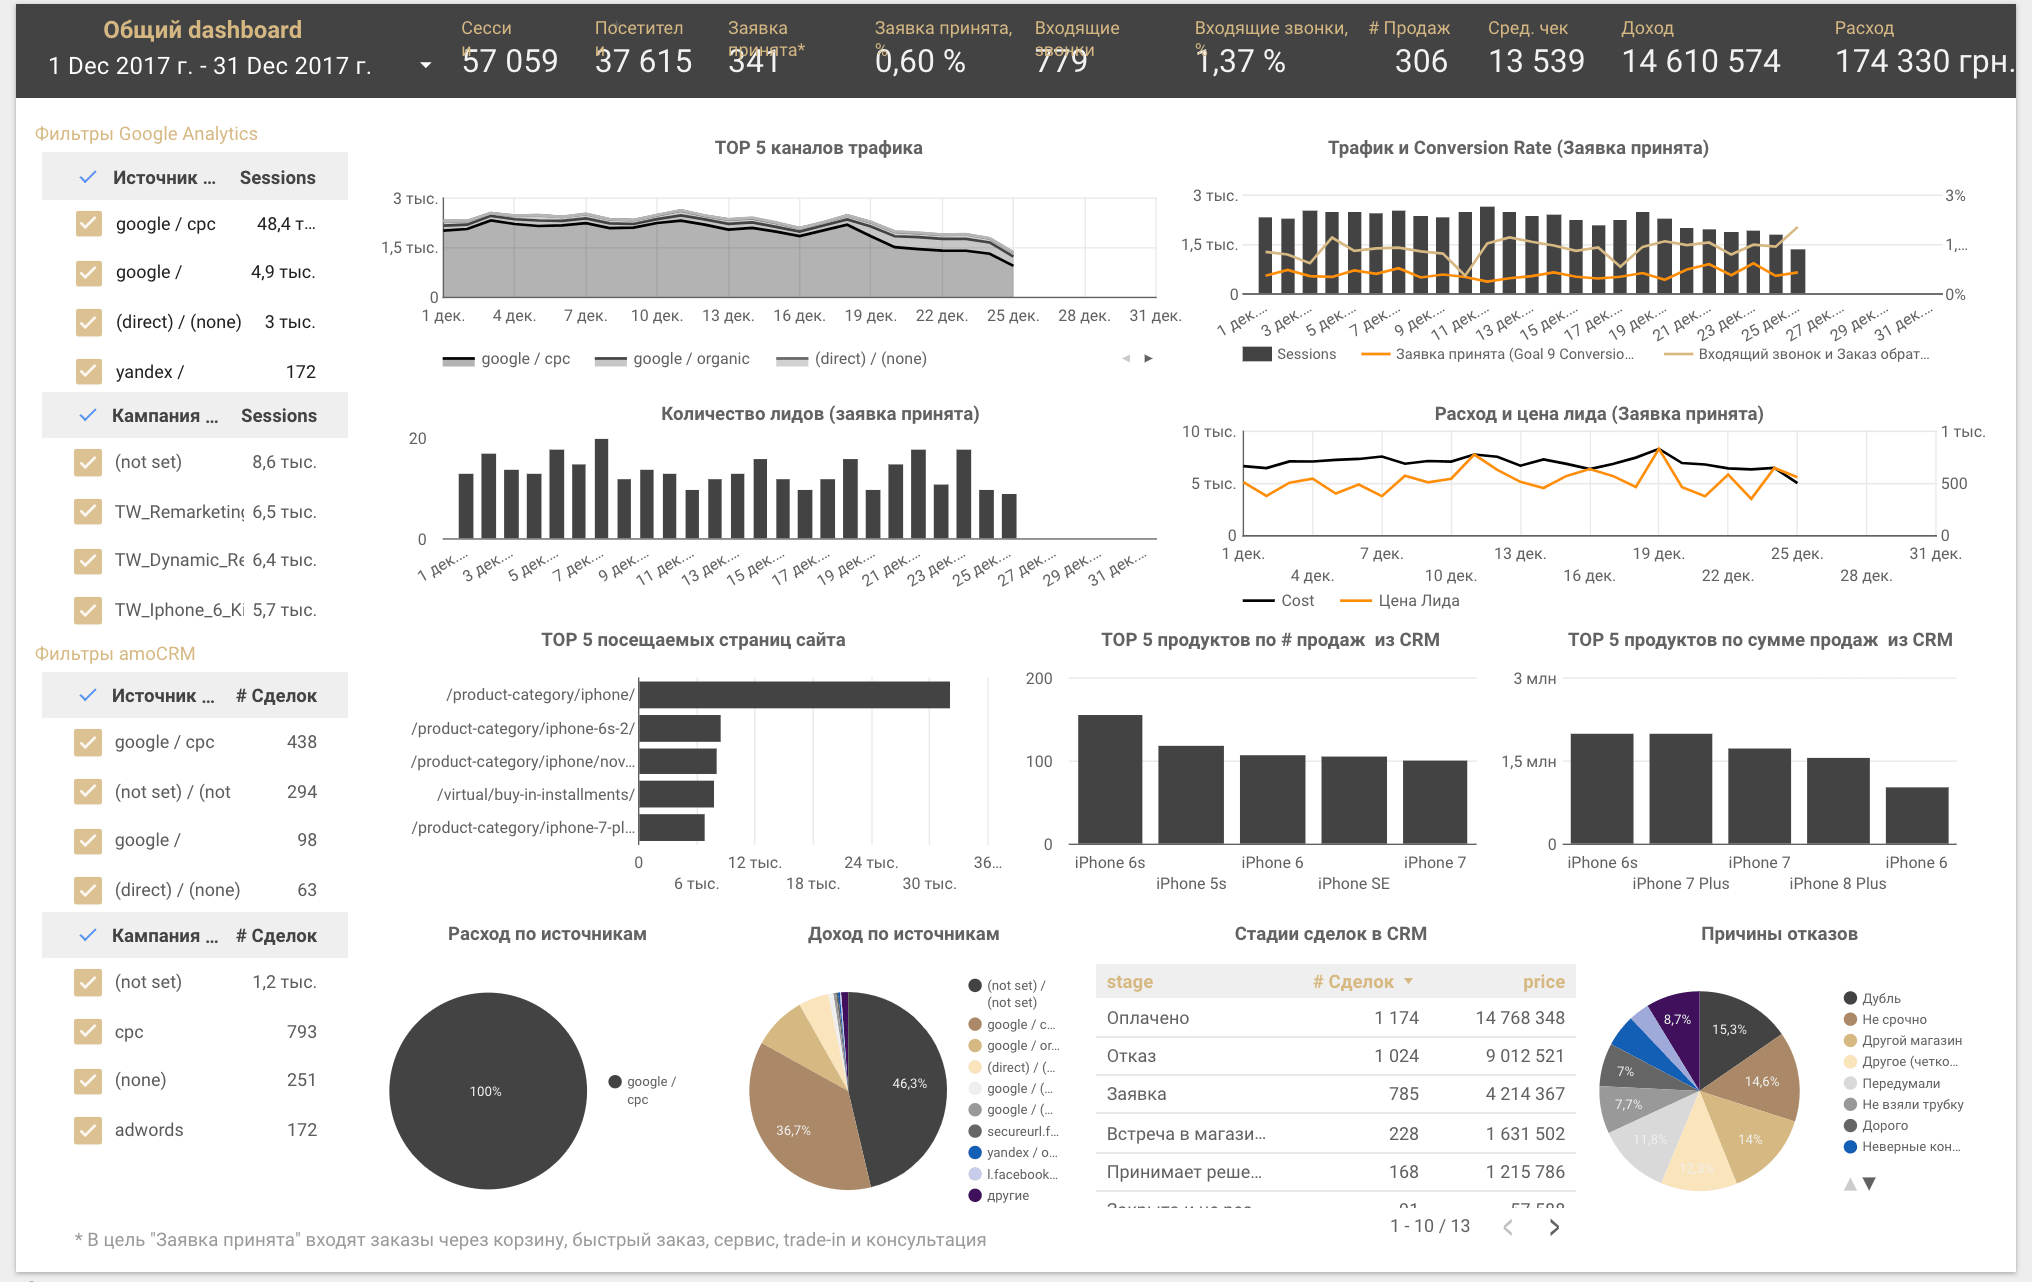 Общий dashboard
1 Dec 2017 г. - 31 Dec 2017 г.
Сессии
57 059
Посетители
37 615
Заявка принята*
341
Заявка принята, %
0,60 %
Входящие звонки
779
Входящие звонки, %
1,37 %
# Продаж
306
Сред. чек
13 539
Доход
14 610 574
Расход
174 330 грн.
Фильтры Google Analytics
Источник ... Sessions
google / cpc 48,4 т...
google / 4,9 тыс.
(direct) / (none) 3 тыс.
yandex / 172
Кампания ... Sessions
(not set) 8,6 тыс.
TW_Remarketing 6,5 тыс.
TW_Dynamic_Re 6,4 тыс.
TW_Iphone_6_Ki 5,7 тыс.
Фильтры amoCRM
Источник ... # Сделок
google / cpc 438
(not set) / (not 294
google / 98
(direct) / (none) 63
Кампания ... # Сделок
(not set) 1,2 тыс.
cpc 793
(none) 251
adwords 172
TOP 5 каналов трафика
3 тыс.
1,5 тыс.
0
1 дек. 4 дек. 7 дек. 10 дек. 13 дек. 16 дек. 19 дек. 22 дек. 25 дек. 28 дек. 31 дек.
google / cpc google / organic (direct) / (none)
Трафик и Conversion Rate (Заявка принята)
3 тыс. 3%
1,5 тыс. 1,...
0 0%
1 дек.... 3 дек.... 5 дек.... 7 дек.... 9 дек.... 11 дек.... 13 дек.... 15 дек.... 17 дек.... 19 дек.... 21 дек.... 23 дек.... 25 дек.... 27 дек.... 29 дек.... 31 дек....
Sessions Заявка принята (Goal 9 Conversio... Входящий звонок и Заказ обрат...
Количество лидов (заявка принята)
20
0
1 дек.... 3 дек.... 5 дек.... 7 дек.... 9 дек.... 11 дек.... 13 дек.... 15 дек.... 17 дек.... 19 дек.... 21 дек.... 23 дек.... 25 дек.... 27 дек.... 29 дек.... 31 дек....
Расход и цена лида (Заявка принята)
10 тыс. 1 тыс.
5 тыс. 500
0 0
1 дек. 7 дек. 13 дек. 19 дек. 25 дек. 31 дек.
4 дек. 10 дек. 16 дек. 22 дек. 28 дек.
Cost Цена Лида
TOP 5 посещаемых страниц сайта
/product-category/iphone/
/product-category/iphone-6s-2/
/product-category/iphone/nov...
/virtual/buy-in-installments/
/product-category/iphone-7-pl...
0 12 тыс. 24 тыс. 36...
6 тыс. 18 тыс. 30 тыс.
TOP 5 продуктов по # продаж из CRM
200
100
0
iPhone 6s iPhone 6 iPhone 7
iPhone 5s iPhone SE
TOP 5 продуктов по сумме продаж из CRM
3 млн
1,5 млн
0
iPhone 6s iPhone 7 iPhone 6
iPhone 7 Plus iPhone 8 Plus
Расход по источникам
100%
google /
cpc
Доход по источникам
46,3%
36,7%
(not set) /
(not set)
google / c...
google / or...
(direct) / (...
google / (...
google / (...
secureurl.f...
yandex / o...
l.facebook...
другие
Стадии сделок в CRM
stage # Сделок price
Оплачено 1 174 14 768 348
Отказ 1 024 9 012 521
Заявка 785 4 214 367
Встреча в магази... 228 1 631 502
Принимает реше... 168 1 215 786
1 - 10 / 13
Причины отказов
15,3%
14,6%
14%
12,3%
11,8%
7,7%
7%
8,7%
Дубль
Не срочно
Другой магазин
Другое (четко...
Передумали
Не взяли трубку
Дорого
Неверные кон...
* В цель "Заявка принята" входят заказы через корзину, быстрый заказ, сервис, trade-in и консультация